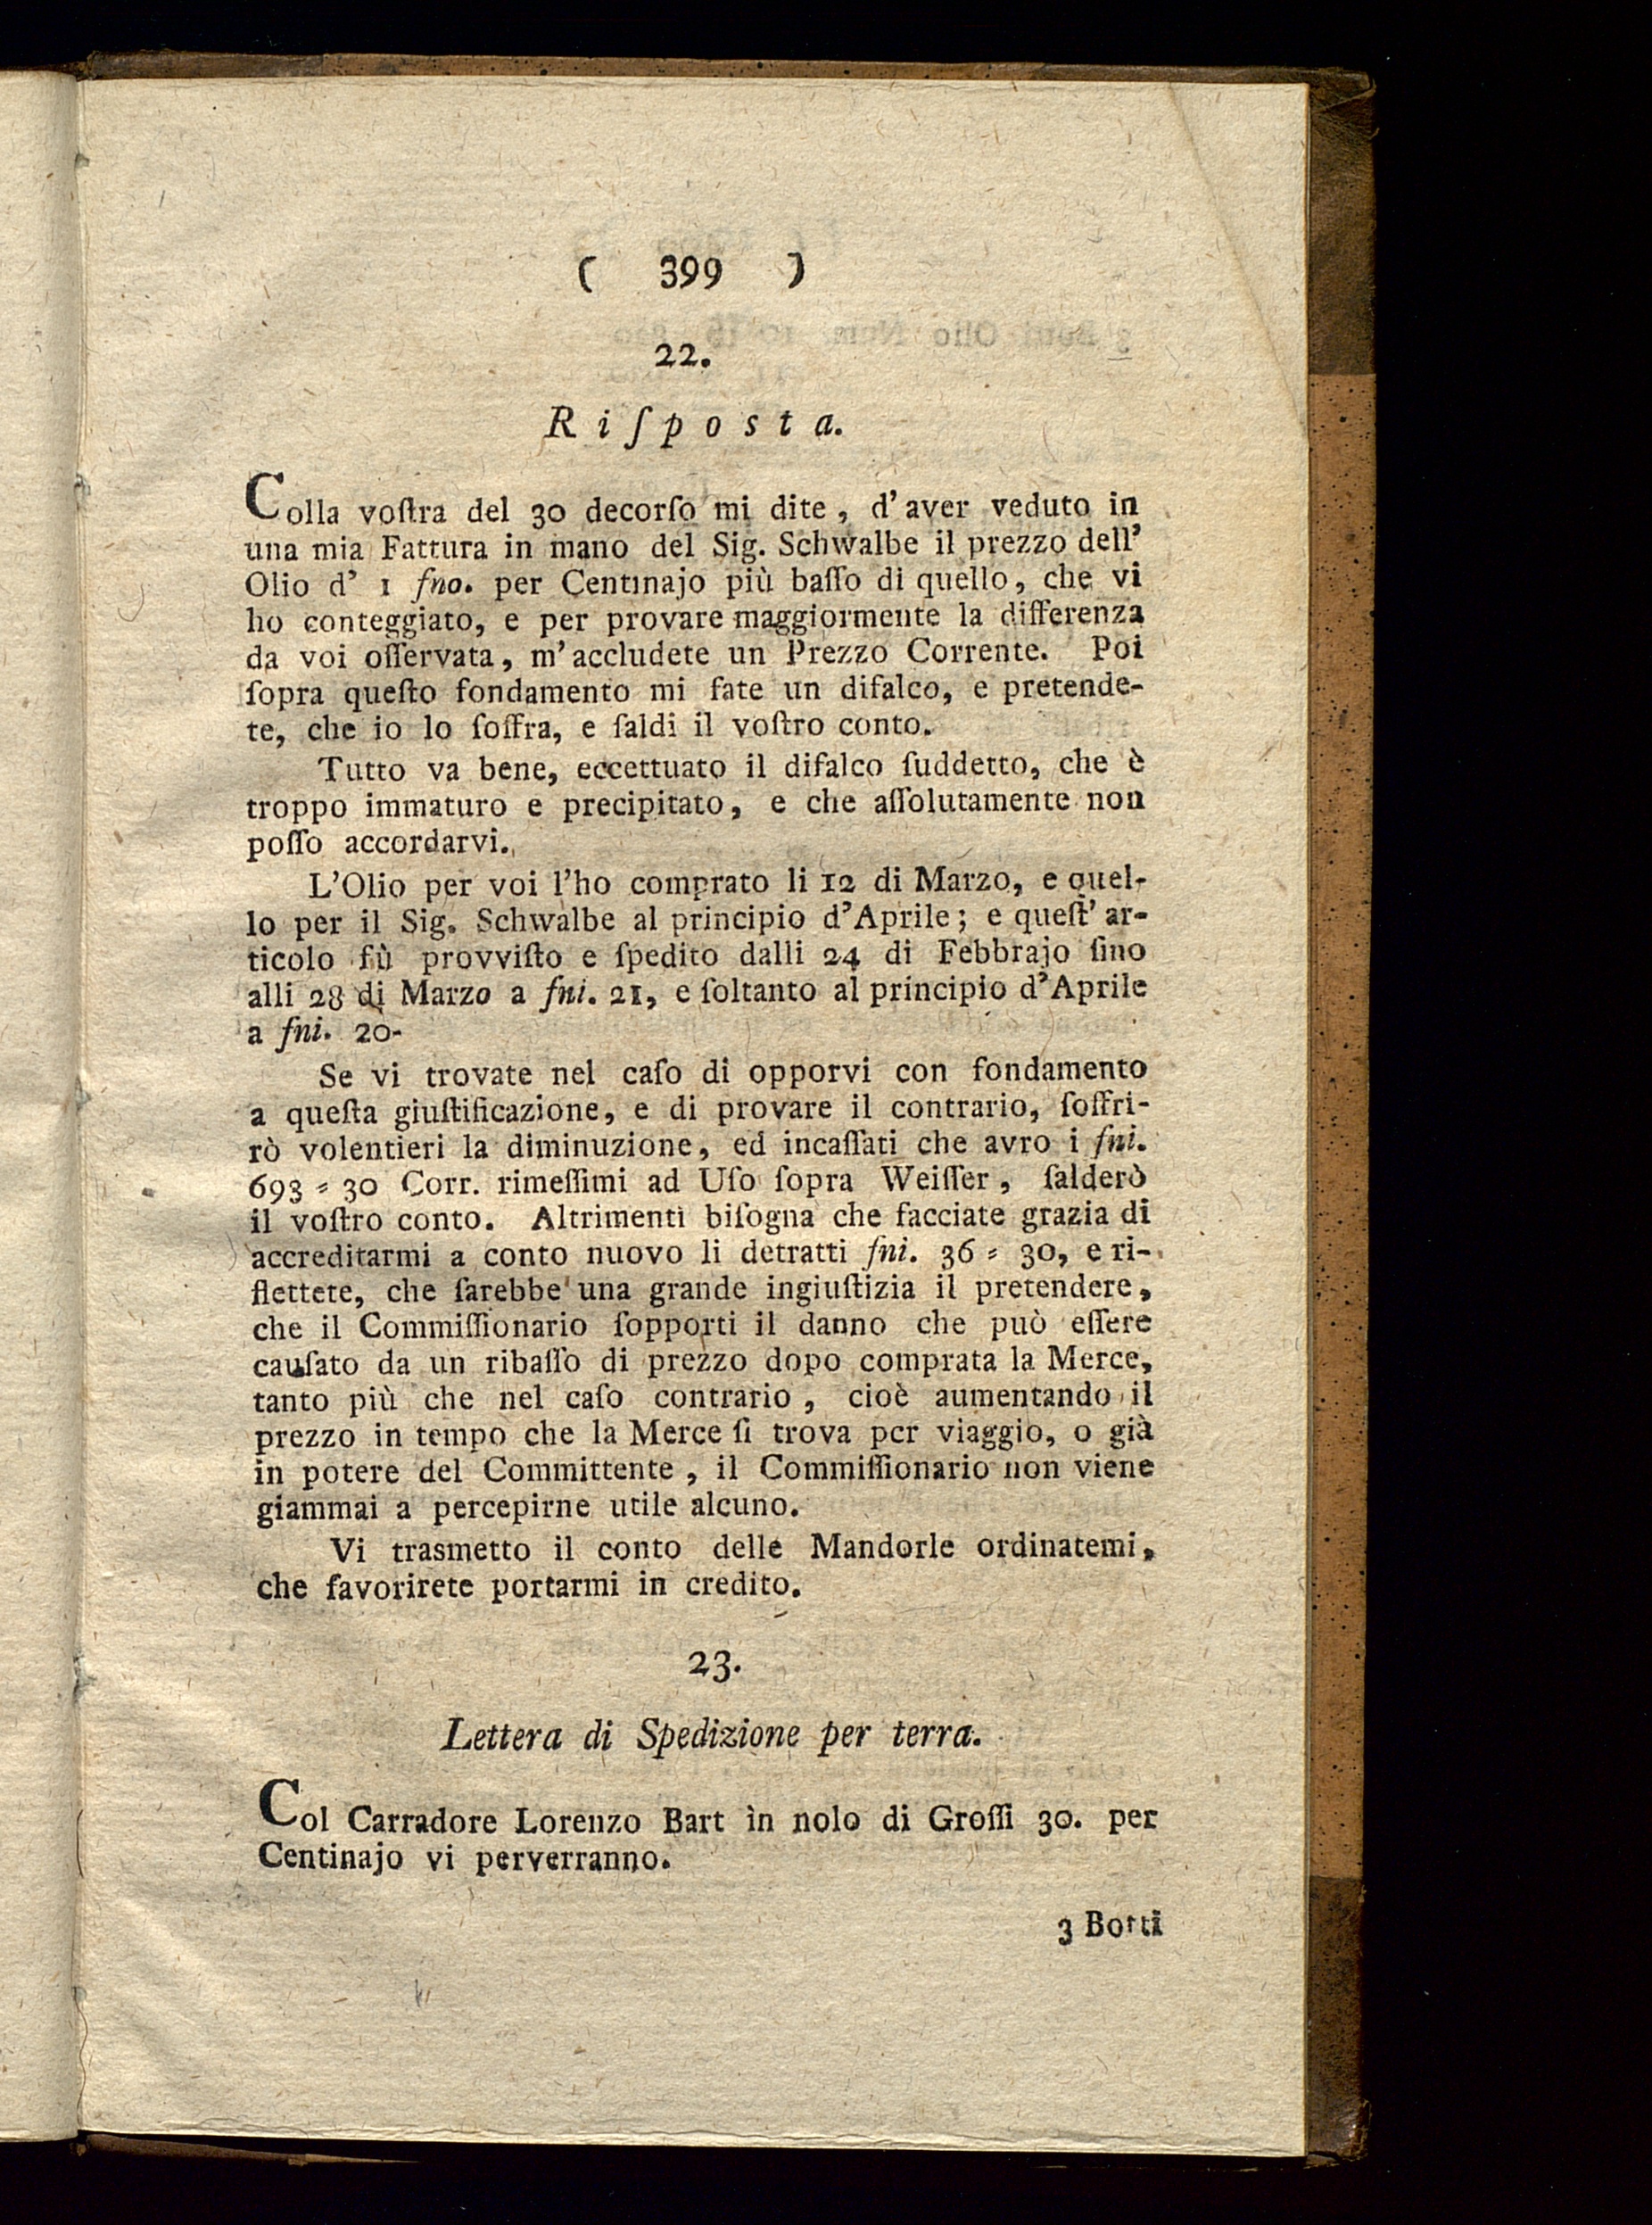 ( 399 )
22.
Riſposta.
Colla voſtra del 30 decorſo mi dite, d'aver veduto in
una mia Fattura in mano del Sig. Schwalbe il prezzo dell'
Olio d' 1 fno. per Centinajo più baſſo di quello, che vi
ho conteggiato, e per provare maggiormente la differenza
da voi oſſervata, m'accludete un Prezzo Corrente. Poi
ſopra queſto fondamento mi fate un difalco, e pretende-
te, che io lo ſoffra, e ſaldi il voſtro conto.
Tutto va bene, eccettuato il difalco ſuddetto, che è
troppo immaturo e precipitato, e che aſſolutamente non
poſſo accordarvi.
L'Olio per voi l'ho comprato li 12 di Marzo, e quel-
lo per il Sig. Schwalbe al principio d'Aprile; e queſt' ar-
ticolo fù provviſto e ſpedito dalli 24 di Febbrajo ſino
alli 28 di Marzo a fni. 21, e ſoltanto al principio d'Aprile
a fni. 20-
Se vi trovate nel caſo di opporvi con fondamento
a queſta giuſtificazione, e di provare il contrario, ſoffri-
rò volentieri la diminuzione, ed incaſſati che avro i fni.
693 = 30 Corr. rimeſſimi ad Uſo ſopra Weiſſer, ſalderò
il voſtro conto. Altrimenti biſogna che facciate grazia di
accreditarmi a conto nuovo li detratti fni. 36 = 30, e ri-
flettete, che ſarebbe una grande ingiuſtizia il pretendere,
che il Commiſſionario ſopporti il danno che può eſſere
cauſato da un ribaſſo di prezzo dopo comprata la Merce,
tanto più che nel caſo contrario, cioè aumentando il
prezzo in tempo che la Merce ſi trova per viaggio, o già
in potere del Committente, il Commiſſionario non viene
giammai a percepirne utile alcuno.
Vi trasmetto il conto delle Mandorle ordinatemi,
che favorirete portarmi in credito.
23.
Lettera di Spedizione per terra.
Col Carradore Lorenzo Bart in nolo di Groſſi 30. per
Centinajo vi perverranno.
3 Botti